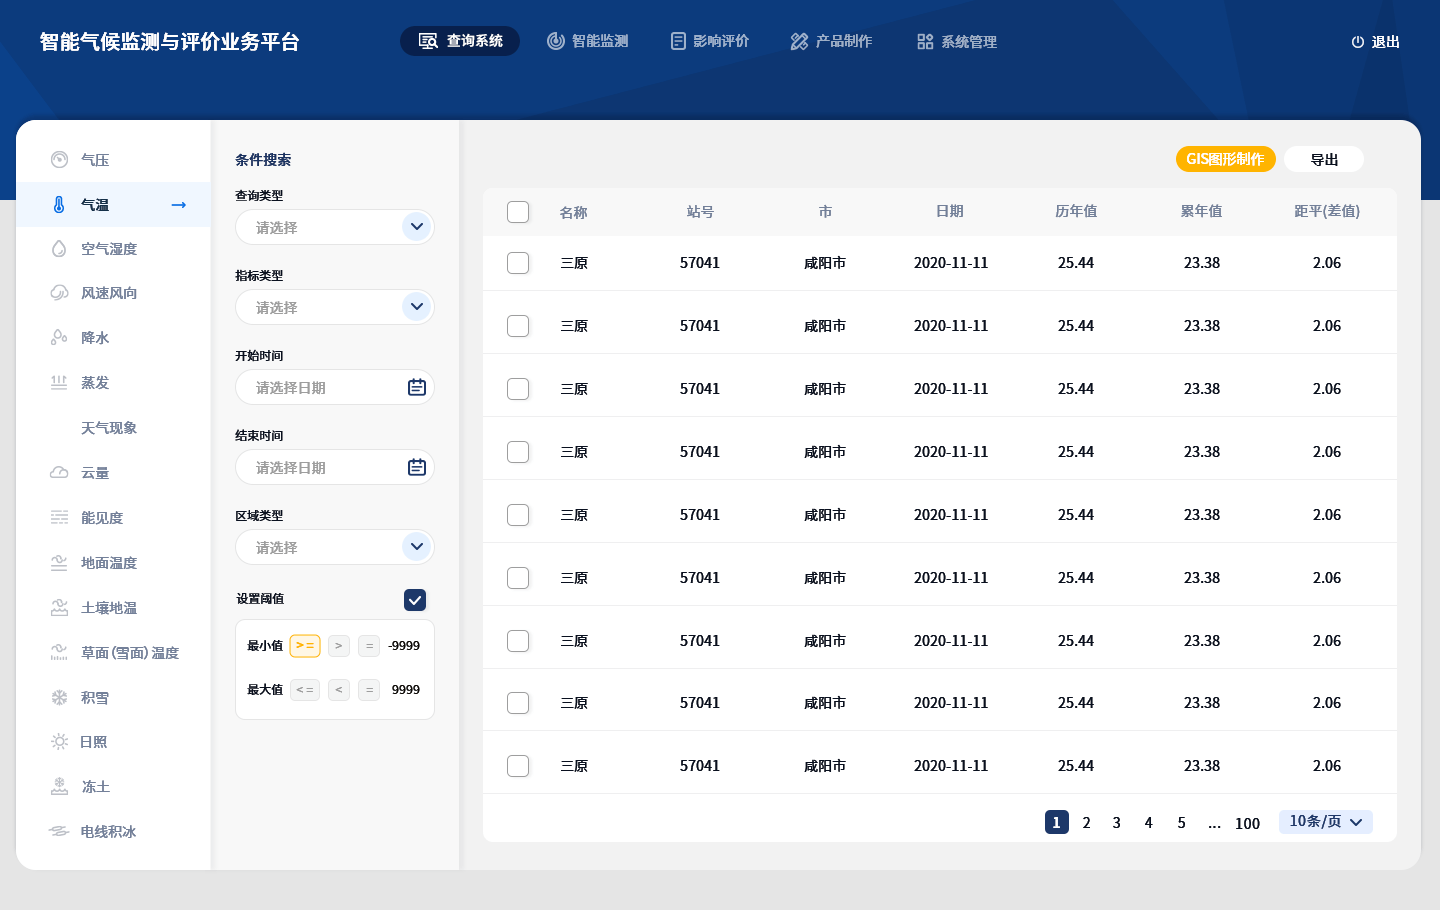 智能气候监测与评价业务平台
查询系统 智能监测 影响评价 产品制作 系统管理
退出
气压
气温
空气湿度
风速风向
降水
蒸发
天气现象
云量
能见度
地面温度
土壤地温
草面(雪面)温度
积雪
日照
冻土
电线积冰
条件搜索
查询类型
请选择
指标类型
请选择
开始时间
请选择日期
结束时间
请选择日期
区域类型
请选择
设置阈值
最小值 >= > = -9999
最大值 <= < = 9999
GIS图形制作 导出
名称 站号 市 日期 历年值 累年值 距平(差值)
三原 57041 咸阳市 2020-11-11 25.44 23.38 2.06
三原 57041 咸阳市 2020-11-11 25.44 23.38 2.06
三原 57041 咸阳市 2020-11-11 25.44 23.38 2.06
三原 57041 咸阳市 2020-11-11 25.44 23.38 2.06
三原 57041 咸阳市 2020-11-11 25.44 23.38 2.06
三原 57041 咸阳市 2020-11-11 25.44 23.38 2.06
三原 57041 咸阳市 2020-11-11 25.44 23.38 2.06
三原 57041 咸阳市 2020-11-11 25.44 23.38 2.06
三原 57041 咸阳市 2020-11-11 25.44 23.38 2.06
1 2 3 4 5 ... 100 10条/页